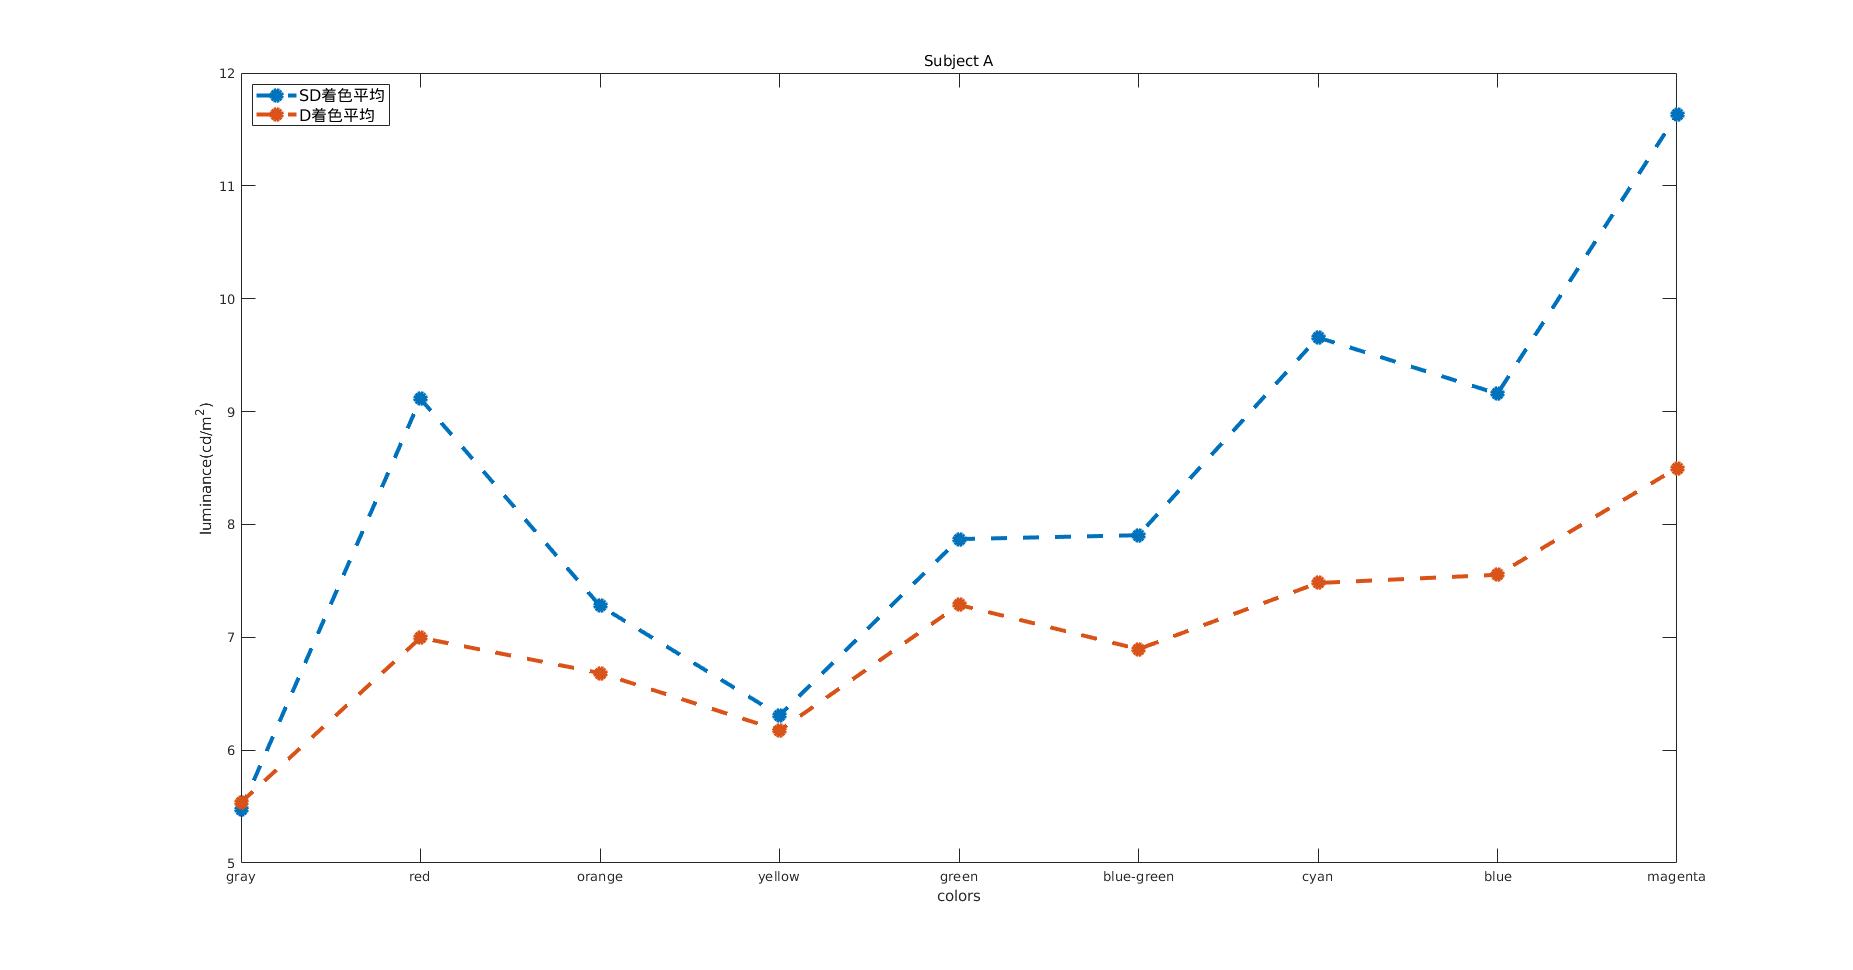 Subject A
SD着色平均
D着色平均
12
11
10
9
8
7
6
5
luminance(cd/m²)
gray red orange yellow green blue-green cyan blue magenta
colors